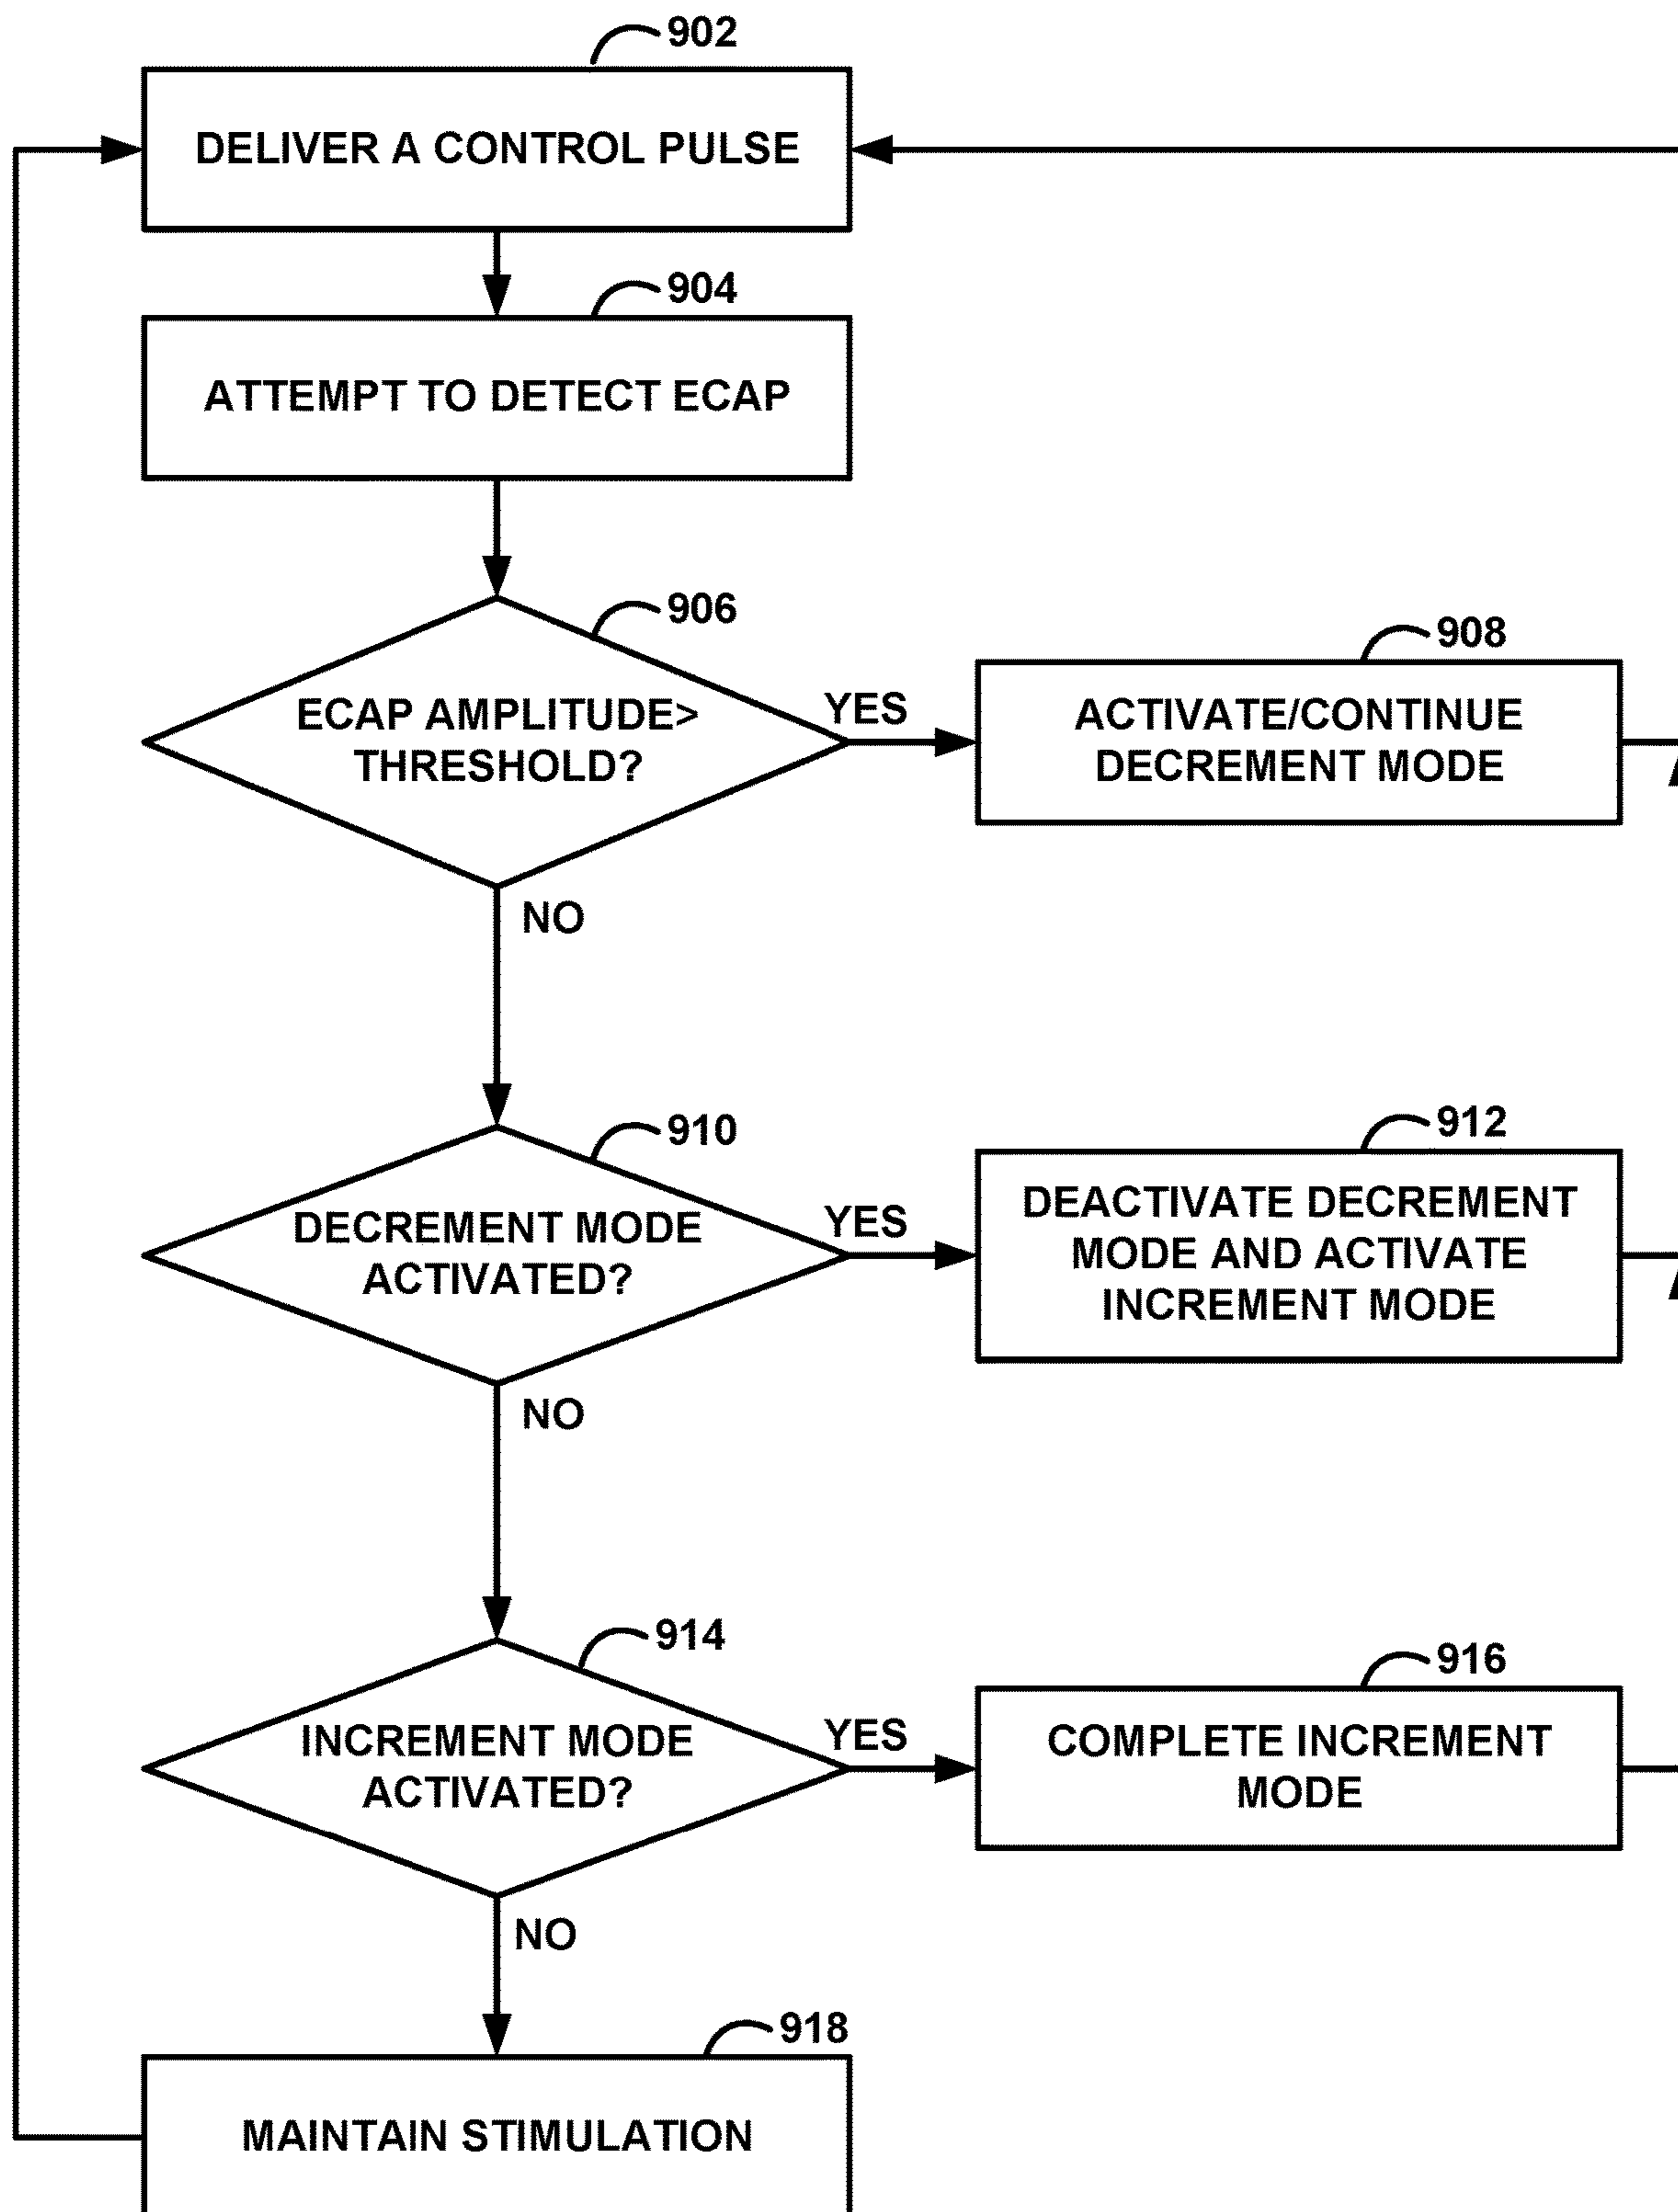 902
DELIVER A CONTROL PULSE
904
ATTEMPT TO DETECT ECAP
906
ECAP AMPLITUDE>
THRESHOLD?
YES
908
ACTIVATE/CONTINUE
DECREMENT MODE
NO
910
DECREMENT MODE
ACTIVATED?
YES
912
DEACTIVATE DECREMENT
MODE AND ACTIVATE
INCREMENT MODE
NO
914
INCREMENT MODE
ACTIVATED?
YES
916
COMPLETE INCREMENT
MODE
NO
918
MAINTAIN STIMULATION